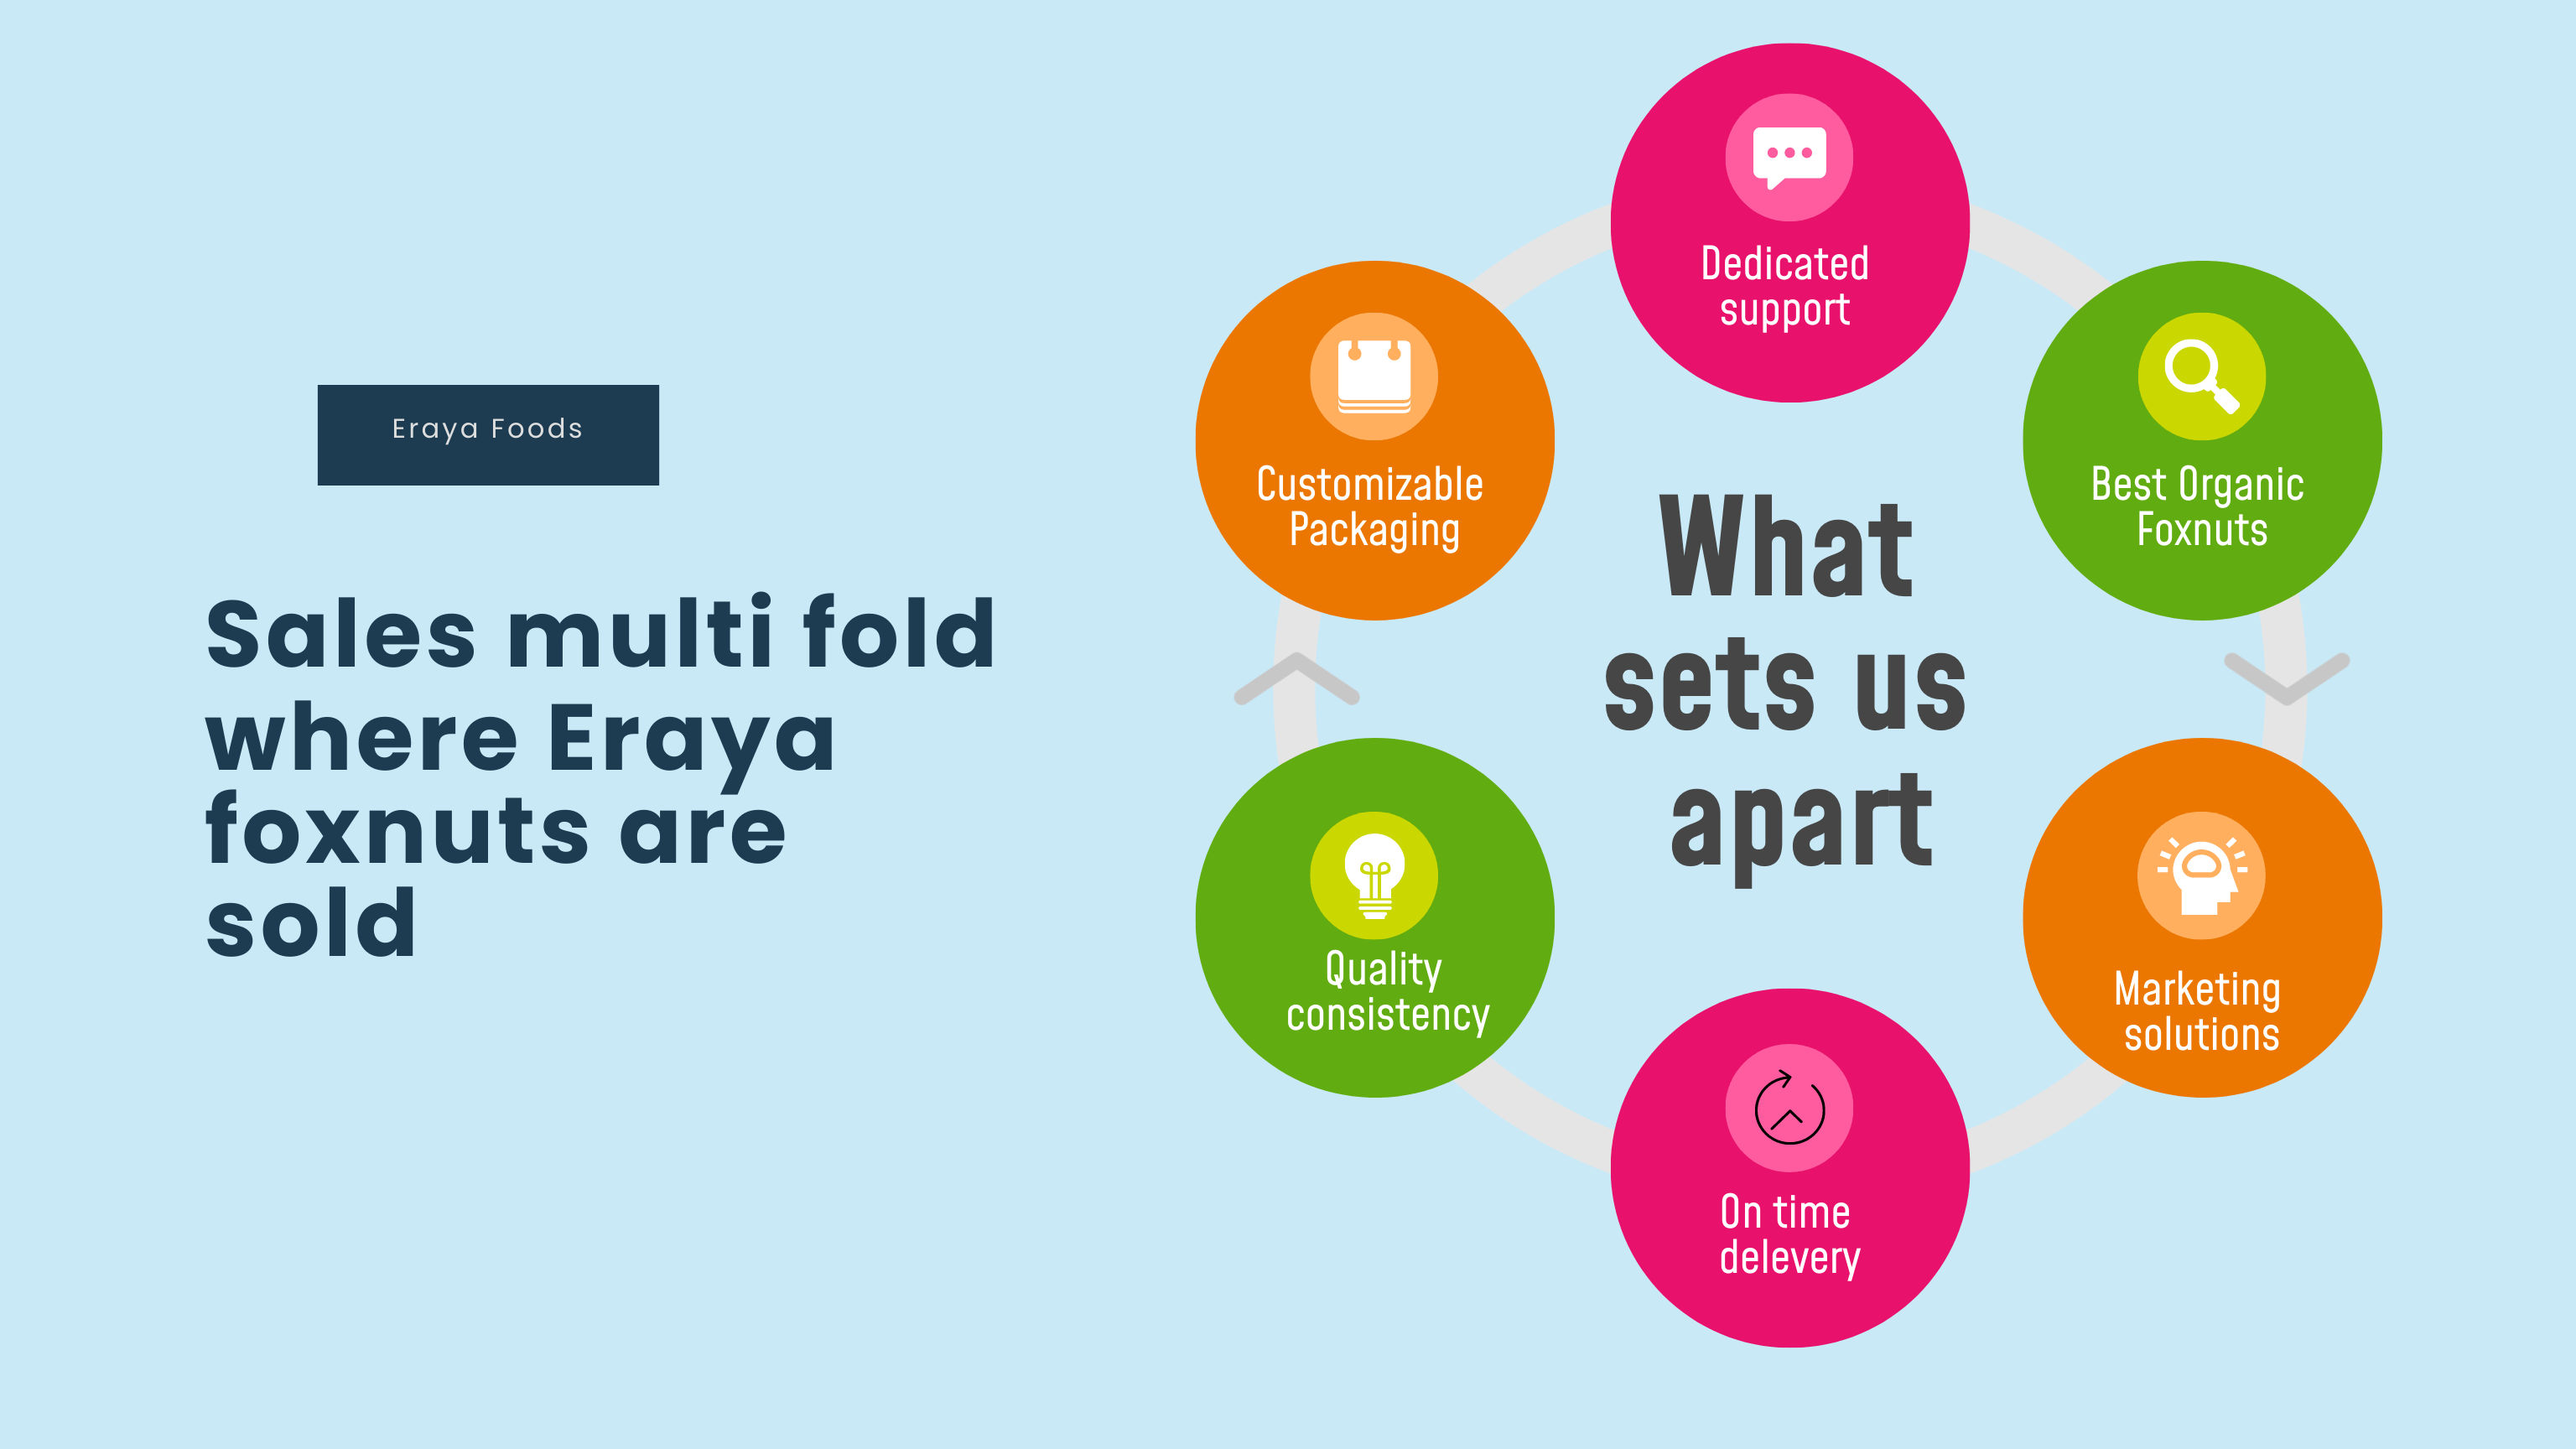 Eraya Foods
Sales multi fold
where Eraya
foxnuts are
sold
Dedicated
support
Customizable
Packaging
Best Organic
Foxnuts
What
sets us
apart
Quality
consistency
Marketing
solutions
On time
delevery